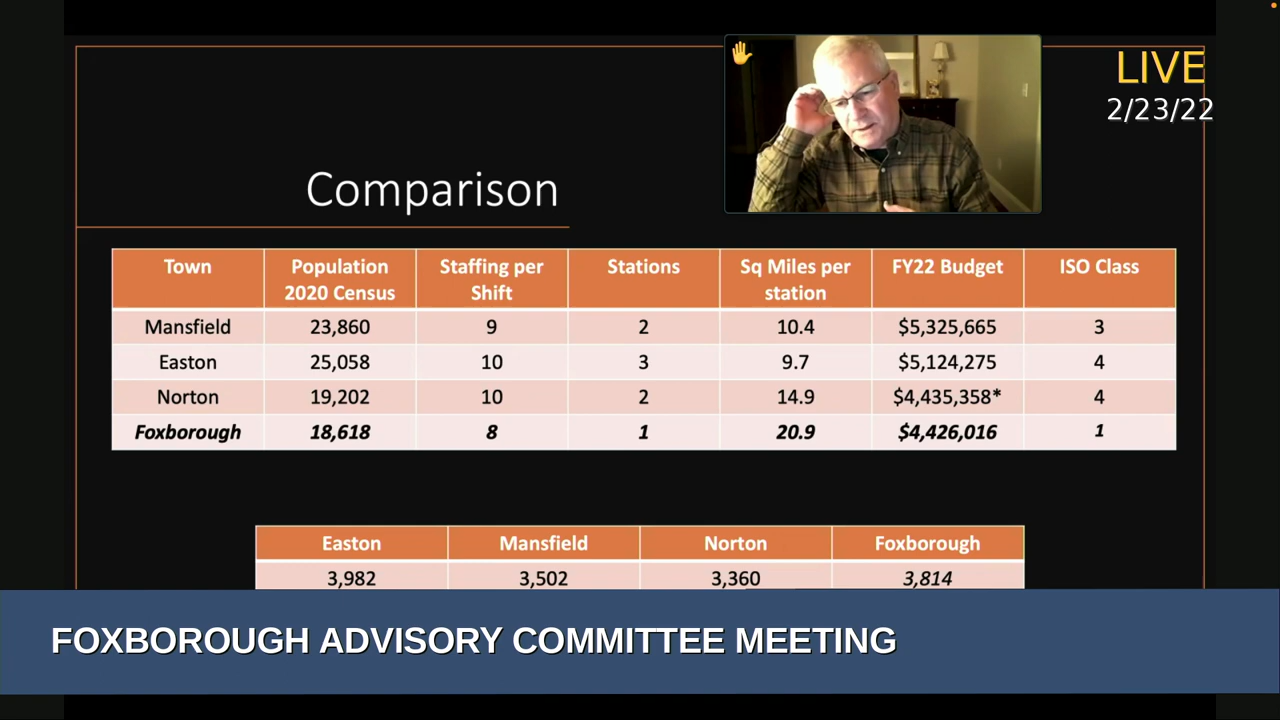 LIVE
2/23/22
Comparison
Town Population 2020 Census Staffing per Shift Stations Sq Miles per station FY22 Budget ISO Class
Mansfield 23,860 9 2 10.4 $5,325,665 3
Easton 25,058 10 3 9.7 $5,124,275 4
Norton 19,202 10 2 14.9 $4,435,358* 4
Foxborough 18,618 8 1 20.9 $4,426,016 1
Easton Mansfield Norton Foxborough
3,982 3,502 3,360 3,814
FOXBOROUGH ADVISORY COMMITTEE MEETING